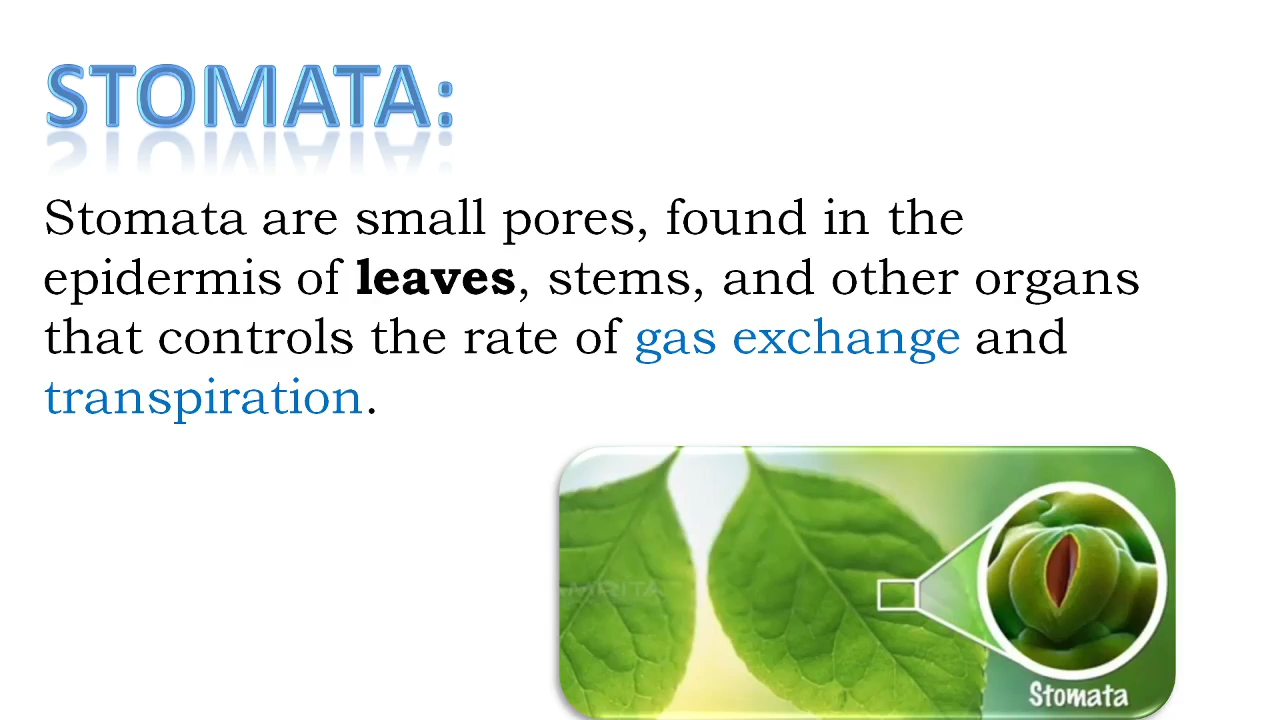 STOMATA:
Stomata are small pores, found in the
epidermis of leaves, stems, and other organs
that controls the rate of gas exchange and
transpiration.
AMRITA
Stomata